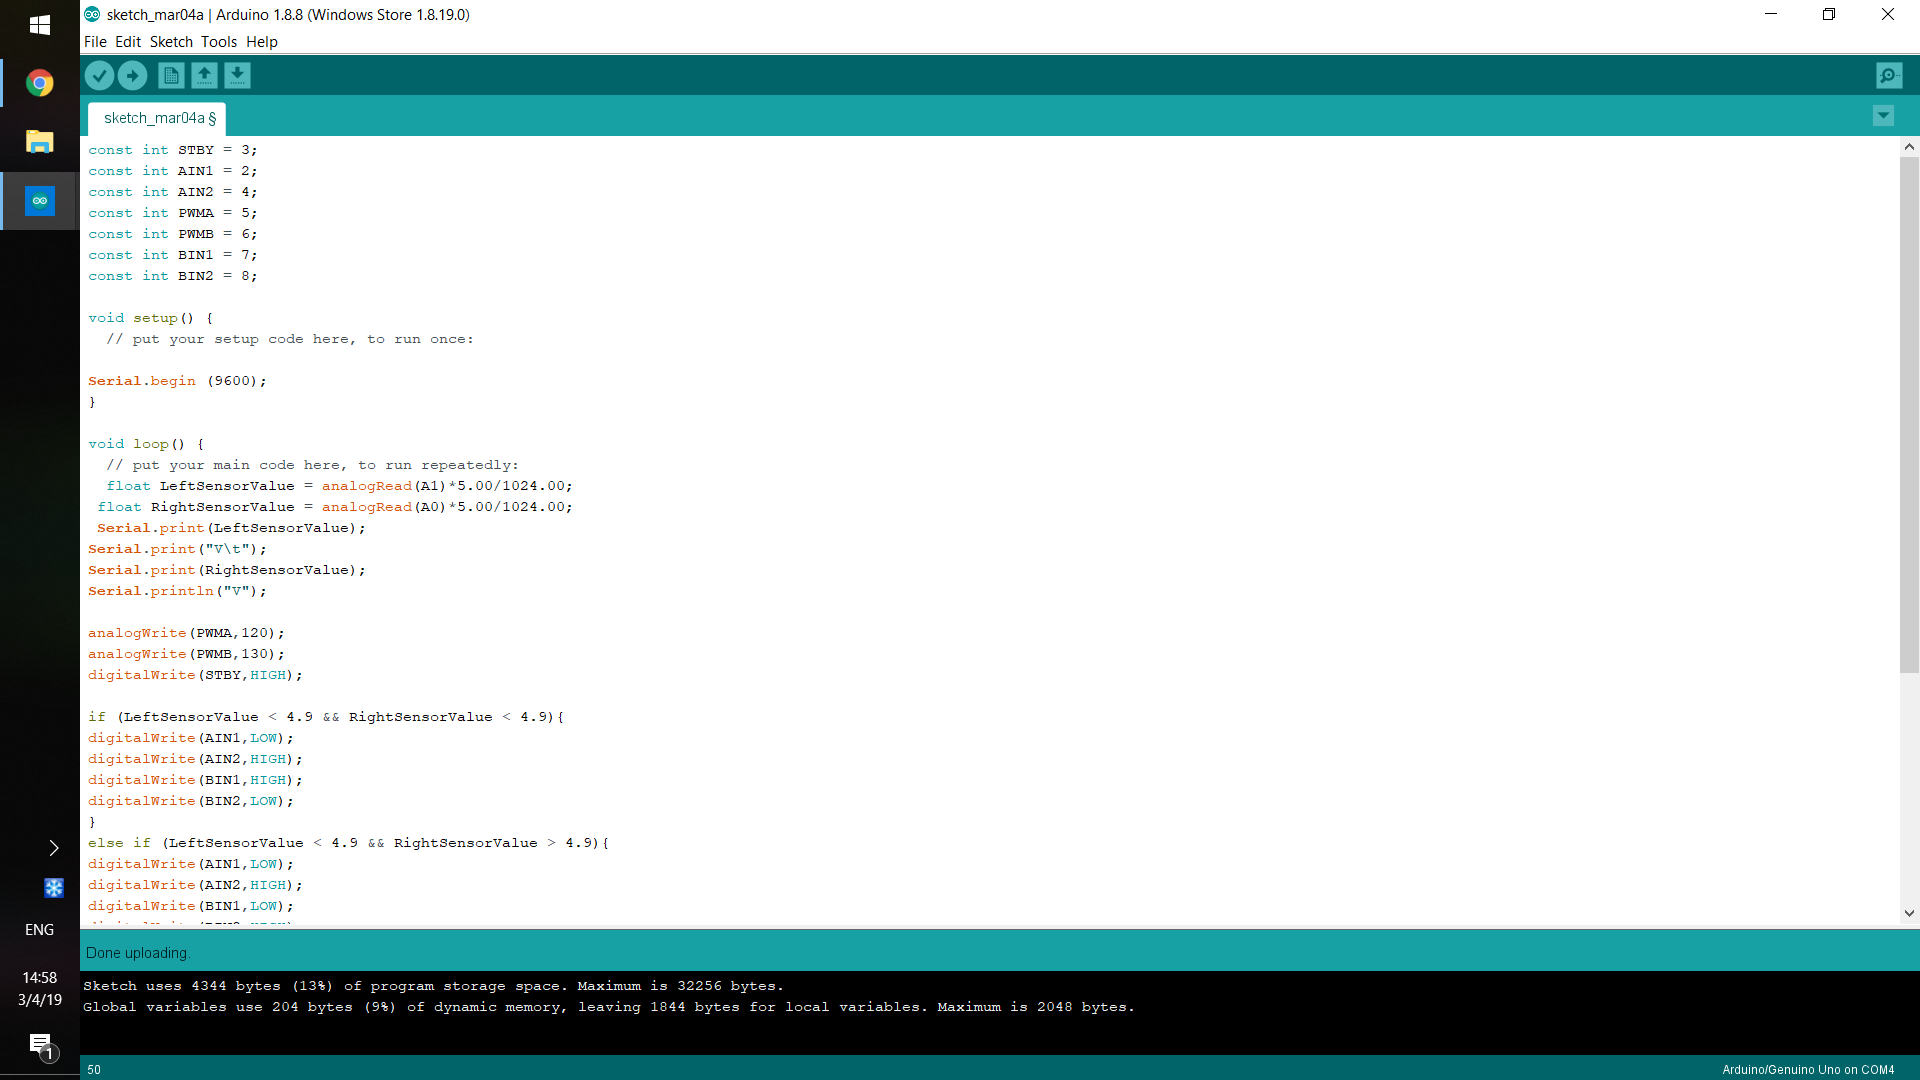 sketch_mar04a | Arduino 1.8.8 (Windows Store 1.8.19.0)
File Edit Sketch Tools Help
sketch_mar04a §
const int STBY = 3;
const int AIN1 = 2;
const int AIN2 = 4;
const int PWMA = 5;
const int PWMB = 6;
const int BIN1 = 7;
const int BIN2 = 8;
void setup() {
// put your setup code here, to run once:
Serial.begin (9600);
}
void loop() {
// put your main code here, to run repeatedly:
float LeftSensorValue = analogRead(A1)*5.00/1024.00;
float RightSensorValue = analogRead(A0)*5.00/1024.00;
Serial.print(LeftSensorValue);
Serial.print("V\t");
Serial.print(RightSensorValue);
Serial.println("V");
analogWrite(PWMA,120);
analogWrite(PWMB,130);
digitalWrite(STBY,HIGH);
if (LeftSensorValue < 4.9 && RightSensorValue < 4.9){
digitalWrite(AIN1,LOW);
digitalWrite(AIN2,HIGH);
digitalWrite(BIN1,HIGH);
digitalWrite(BIN2,LOW);
}
else if (LeftSensorValue < 4.9 && RightSensorValue > 4.9){
digitalWrite(AIN1,LOW);
digitalWrite(AIN2,HIGH);
digitalWrite(BIN1,LOW);
Done uploading.
Sketch uses 4344 bytes (13%) of program storage space. Maximum is 32256 bytes.
Global variables use 204 bytes (9%) of dynamic memory, leaving 1844 bytes for local variables. Maximum is 2048 bytes.
50
Arduino/Genuino Uno on COM4
ENG
14:58
3/4/19
1